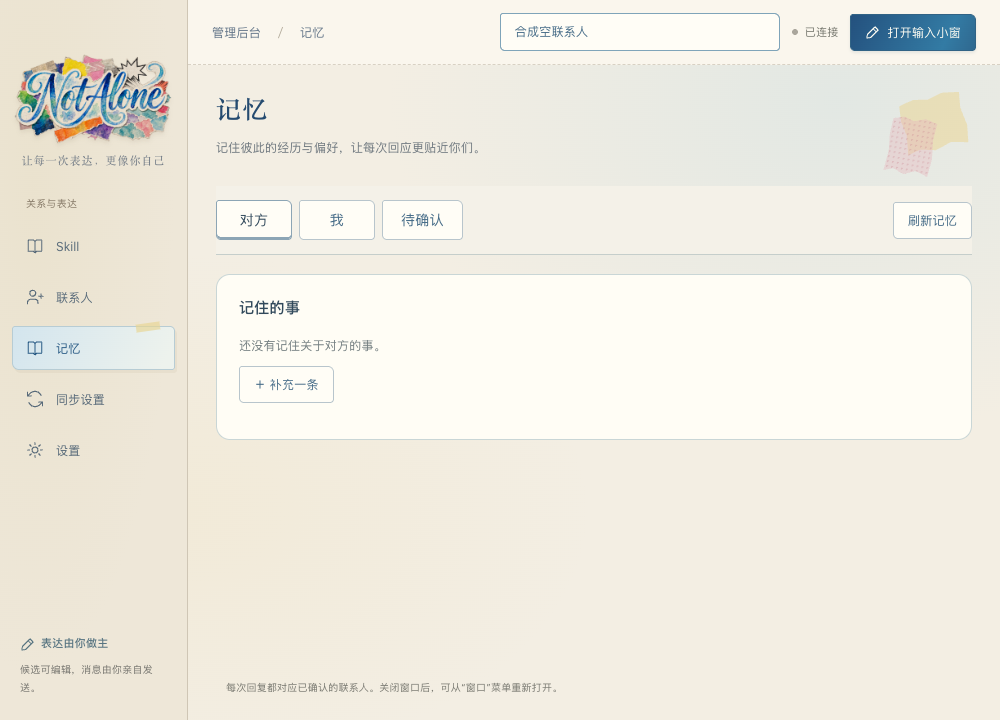 管理后台 / 记忆
合成空联系人
已连接
打开输入小窗
NotAlone
让每一次表达，更像你自己
关系与表达
Skill
联系人
记忆
同步设置
设置
表达由你做主
候选可编辑，消息由你亲自发
送。
记忆
记住彼此的经历与偏好，让每次回应更贴近你们。
对方
我
待确认
刷新记忆
记住的事
还没有记住关于对方的事。
+ 补充一条
每次回复都对应已确认的联系人。关闭窗口后，可从“窗口”菜单重新打开。